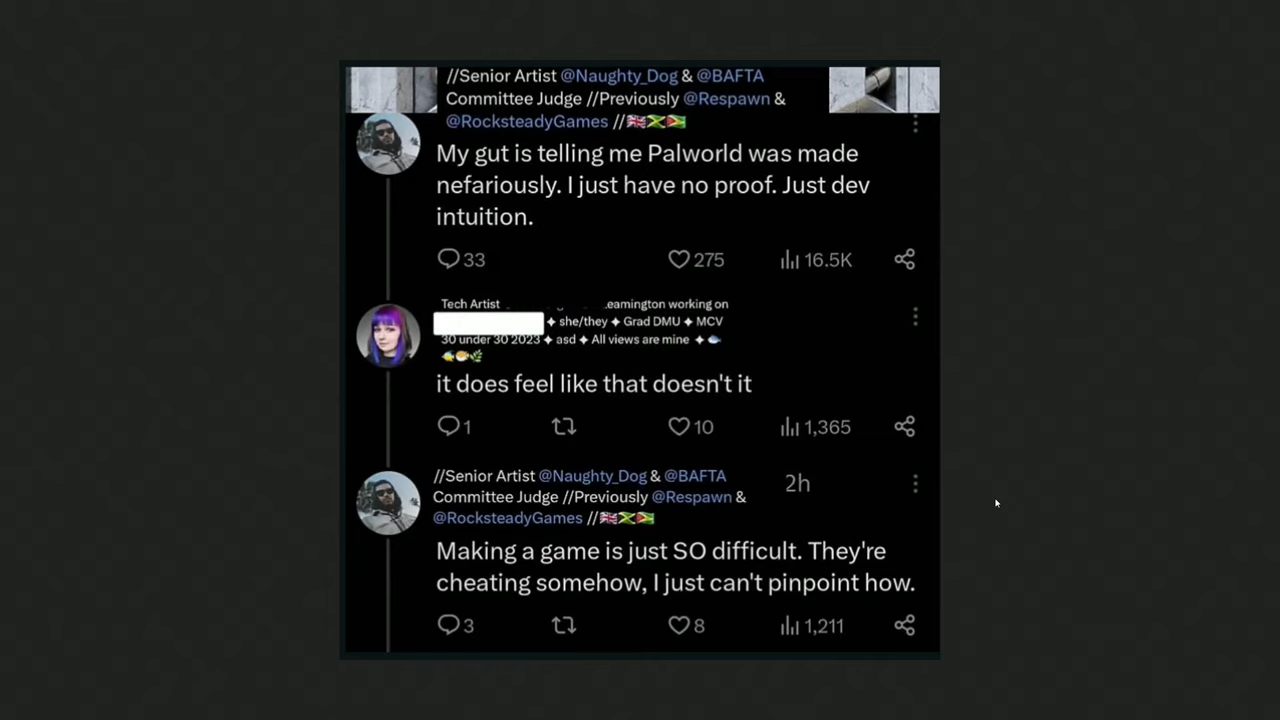 //Senior Artist @Naughty_Dog & @BAFTA
Committee Judge //Previously @Respawn &
@RocksteadyGames //🇬🇧🇯🇲🇬🇾
My gut is telling me Palworld was made
nefariously. I just have no proof. Just dev
intuition.
33 275 16.5K
Tech Artist eamington working on
✦ she/they ✦ Grad DMU ✦ MCV
30 under 30 2023 ✦ asd ✦ All views are mine ✦ 🐟
🐠🐡🌿
it does feel like that doesn't it
1 10 1,365
//Senior Artist @Naughty_Dog & @BAFTA 2h
Committee Judge //Previously @Respawn &
@RocksteadyGames //🇬🇧🇯🇲🇬🇾
Making a game is just SO difficult. They're
cheating somehow, I just can't pinpoint how.
3 8 1,211